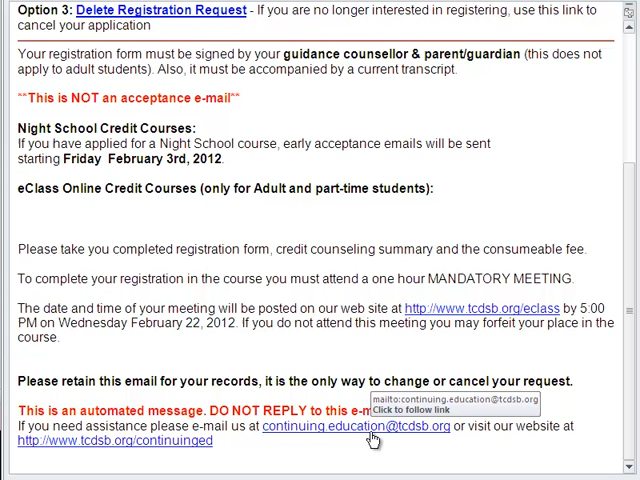 Option 3: Delete Registration Request - If you are no longer interested in registering, use this link to
cancel your application
Your registration form must be signed by your guidance counsellor & parent/guardian (this does not
apply to adult students). Also, it must be accompanied by a current transcript.
**This is NOT an acceptance e-mail**
Night School Credit Courses:
If you have applied for a Night School course, early acceptance emails will be sent
starting Friday February 3rd, 2012.
eClass Online Credit Courses (only for Adult and part-time students):
Please take you completed registration form, credit counseling summary and the consumeable fee.
To complete your registration in the course you must attend a one hour MANDATORY MEETING.
The date and time of your meeting will be posted on our web site at http://www.tcdsb.org/eclass by 5:00
PM on Wednesday February 22, 2012. If you do not attend this meeting you may forfeit your place in the
course.
Please retain this email for your records, it is the only way to change or cancel your request.
mailto:continuing.education@tcdsb.org
Click to follow link
This is an automated message. DO NOT REPLY to this e-m
If you need assistance please e-mail us at continuing.education@tcdsb.org or visit our website at
http://www.tcdsb.org/continuinged